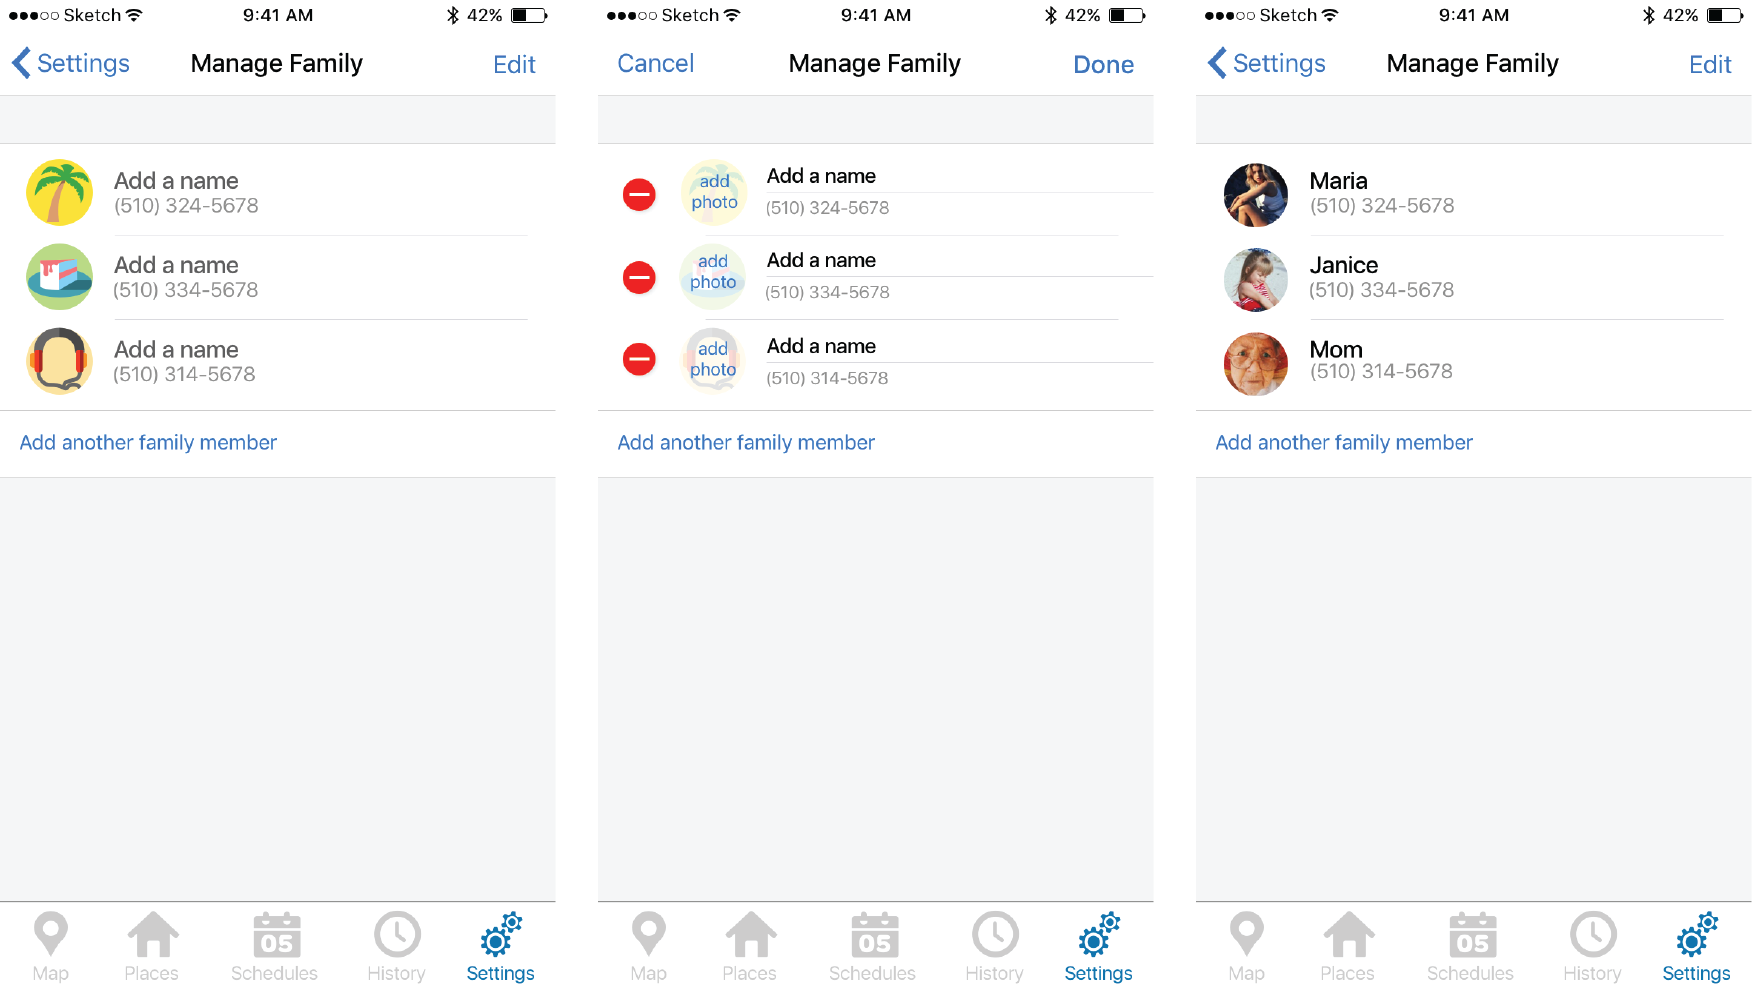 Sketch 9:41 AM 42%
Settings Manage Family Edit
Add a name
(510) 324-5678
Add a name
(510) 334-5678
Add a name
(510) 314-5678
Add another family member
05
Map Places Schedules History Settings
Sketch 9:41 AM 42%
Cancel Manage Family Done
add
photo
Add a name
(510) 324-5678
add
photo
Add a name
(510) 334-5678
add
photo
Add a name
(510) 314-5678
Add another family member
05
Map Places Schedules History Settings
Sketch 9:41 AM 42%
Settings Manage Family Edit
Maria
(510) 324-5678
Janice
(510) 334-5678
Mom
(510) 314-5678
Add another family member
05
Map Places Schedules History Settings